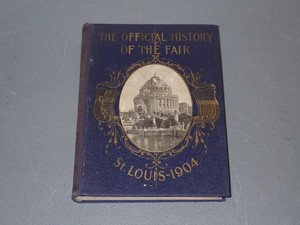 THE OFFICIAL HISTORY
OF THE FAIR
ST. LOUIS-1904